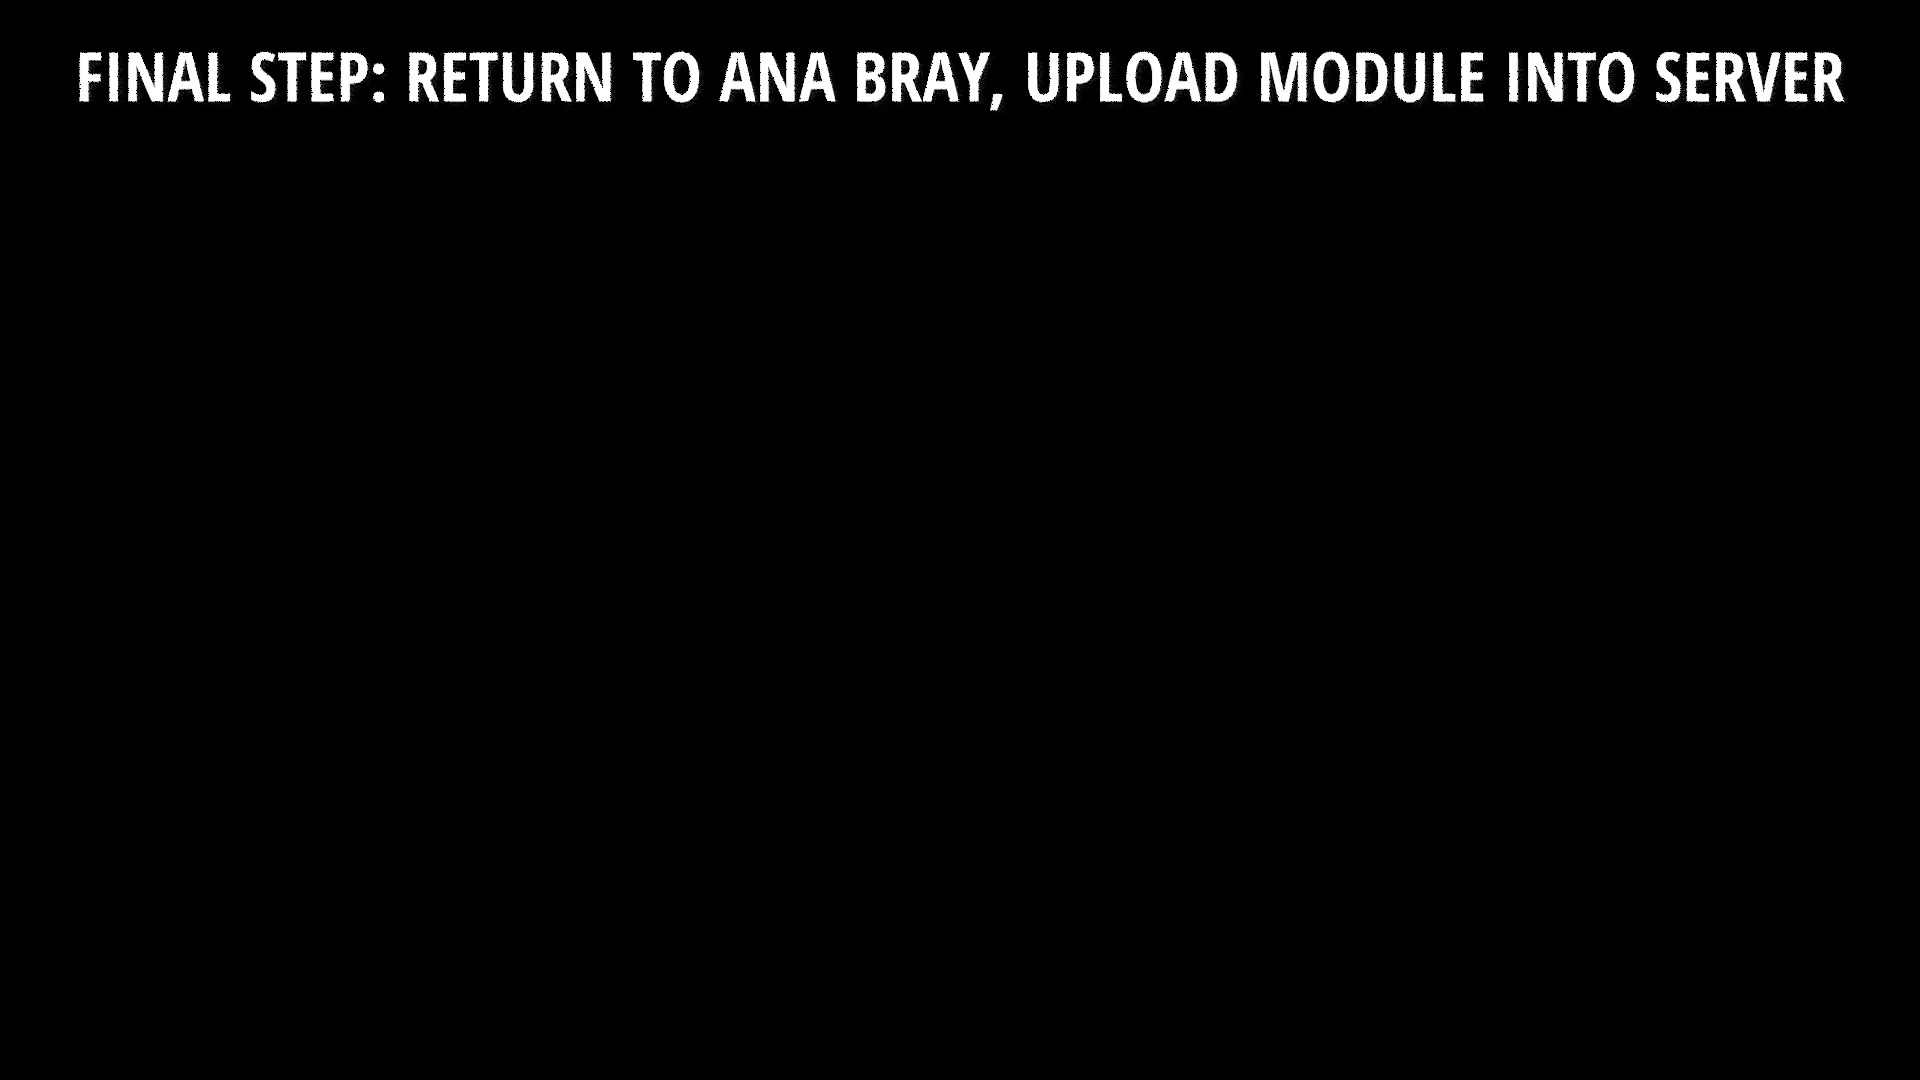 FINAL STEP: RETURN TO ANA BRAY, UPLOAD MODULE INTO SERVER